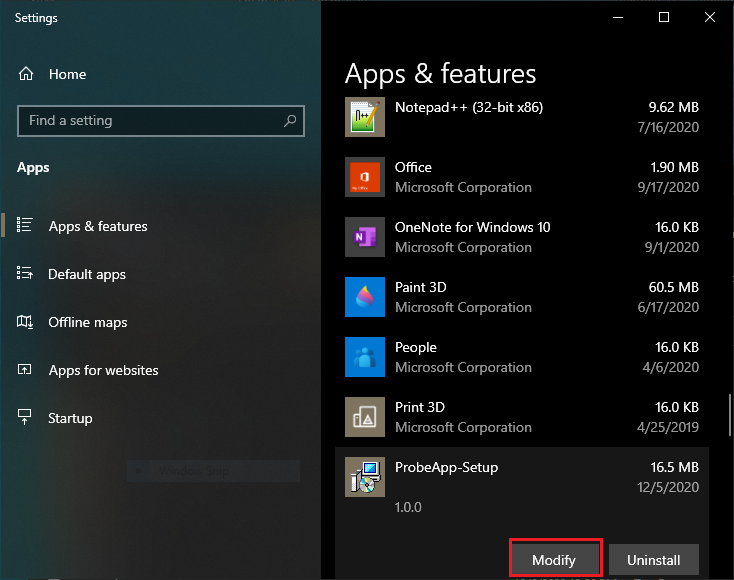 Settings
Home
Find a setting
Apps
Apps & features
Default apps
Offline maps
Apps for websites
Startup
Apps & features
Notepad++ (32-bit x86) 9.62 MB
7/16/2020
Office 1.90 MB
Microsoft Corporation 9/17/2020
OneNote for Windows 10 16.0 KB
Microsoft Corporation 9/1/2020
Paint 3D 60.5 MB
Microsoft Corporation 6/17/2020
People 16.0 KB
Microsoft Corporation 4/6/2020
Print 3D 16.0 KB
Microsoft Corporation 4/25/2019
ProbeApp-Setup 16.5 MB
12/5/2020
1.0.0
Modify Uninstall